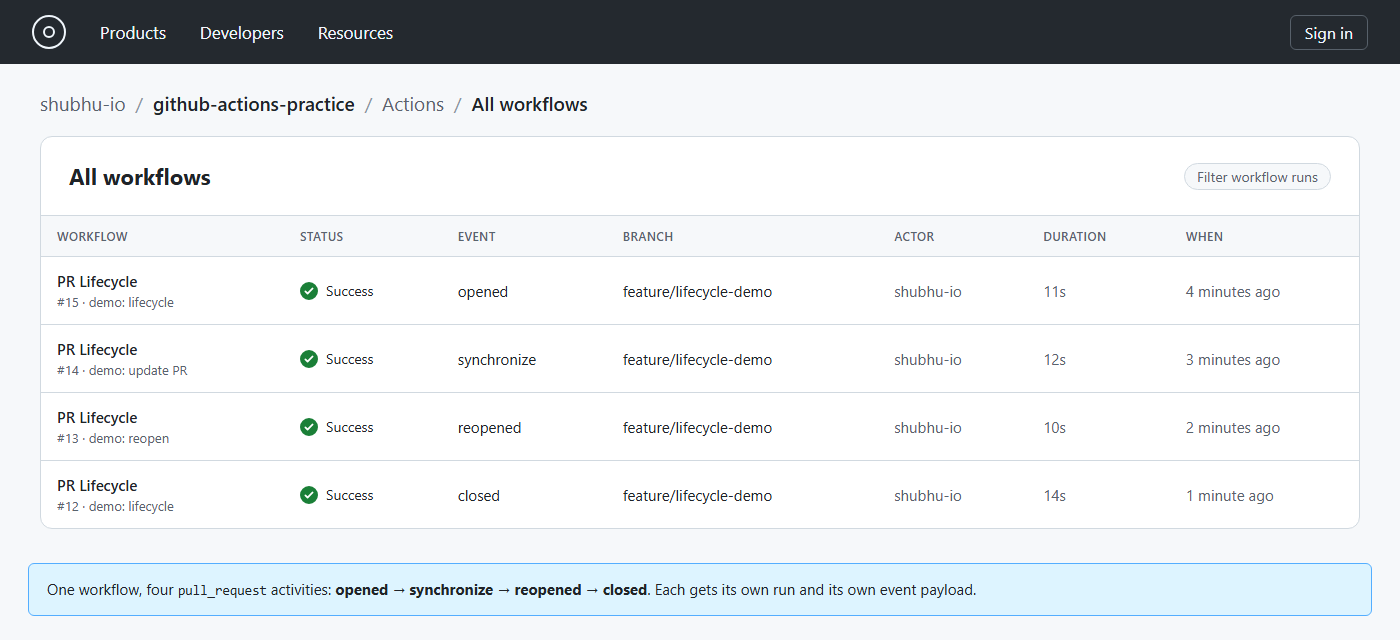 Products Developers Resources Sign in
shubhu-io / github-actions-practice / Actions / All workflows
All workflows Filter workflow runs
WORKFLOW STATUS EVENT BRANCH ACTOR DURATION WHEN
PR Lifecycle
#15 · demo: lifecycle
Success opened feature/lifecycle-demo shubhu-io 11s 4 minutes ago
PR Lifecycle
#14 · demo: update PR
Success synchronize feature/lifecycle-demo shubhu-io 12s 3 minutes ago
PR Lifecycle
#13 · demo: reopen
Success reopened feature/lifecycle-demo shubhu-io 10s 2 minutes ago
PR Lifecycle
#12 · demo: lifecycle
Success closed feature/lifecycle-demo shubhu-io 14s 1 minute ago
One workflow, four pull_request activities: opened → synchronize → reopened → closed. Each gets its own run and its own event payload.